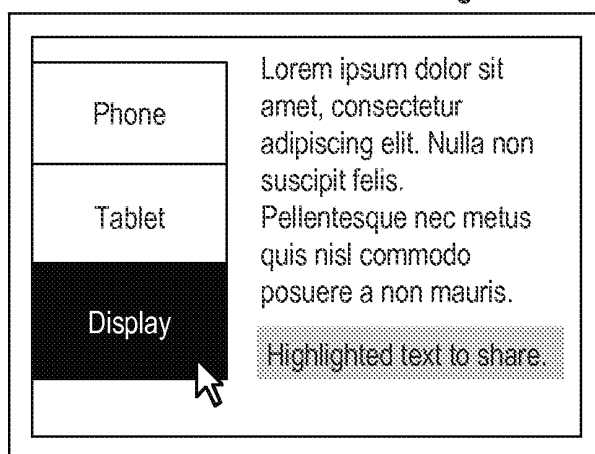 Phone
Tablet
Display
Lorem ipsum dolor sit
amet, consectetur
adipiscing elit. Nulla non
suscipit felis.
Pellentesque nec metus
quis nisl commodo
posuere a non mauris.
Highlighted text to share.